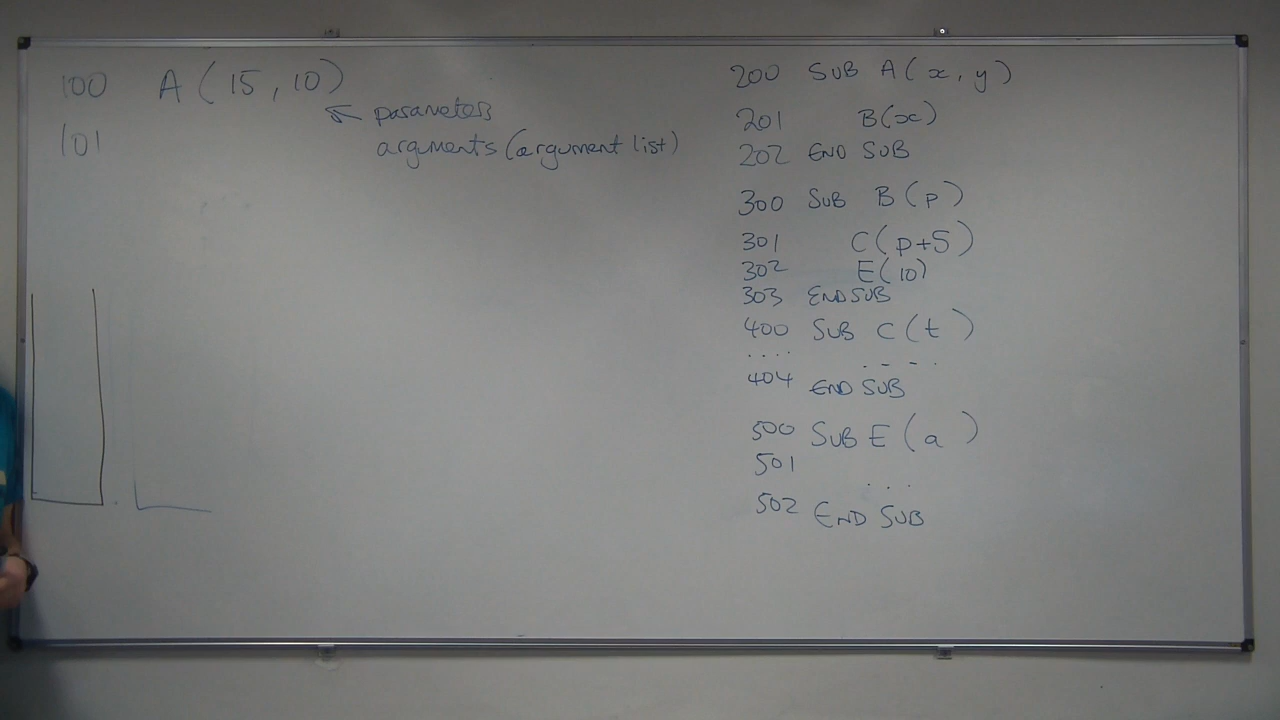 100 A ( 15 , 10 )
← parameters
101
arguments (argument list)
200 SUB A ( x , y )
201 B(x)
202 END SUB
300 SUB B ( p )
301 C( p+5 )
302 E( 10 )
303 END SUB
400 SUB C ( t )
.... . - - .
404 END SUB
500 SUB E ( a )
501
...
502 END SUB